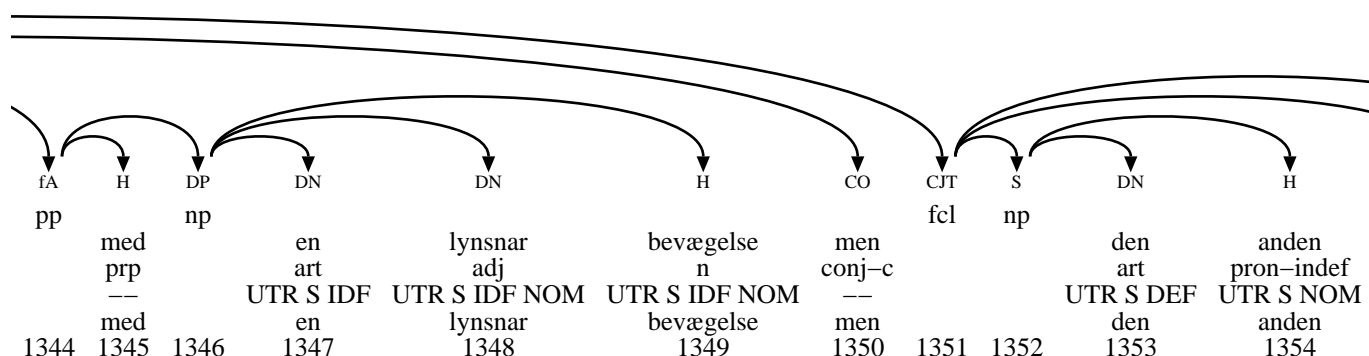 fA H DP DN DN H CO CJT S DN H
pp np fcl np
med en lynsnar bevægelse men den anden
prp art adj n conj−c art pron−indef
−− UTR S IDF UTR S IDF NOM UTR S IDF NOM −− UTR S DEF UTR S NOM
med en lynsnar bevægelse men den anden
1344 1345 1346 1347 1348 1349 1350 1351 1352 1353 1354